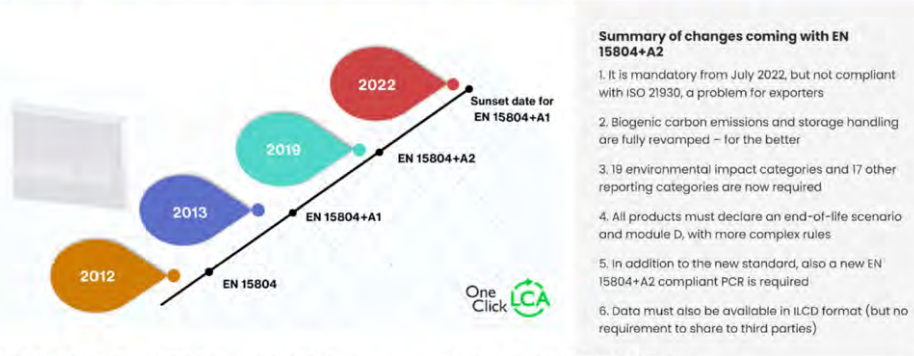 2022
Sunset date for
EN 15804+A1
2019
EN 15804+A2
2013
EN 15804+A1
2012
EN 15804
One
Click LCA
Summary of changes coming with EN
15804+A2
1. It is mandatory from July 2022, but not compliant
with ISO 21930, a problem for exporters
2. Biogenic carbon emissions and storage handling
are fully revamped – for the better
3. 19 environmental impact categories and 17 other
reporting categories are now required
4. All products must declare an end-of-life scenario
and module D, with more complex rules
5. In addition to the new standard, also a new EN
15804+A2 compliant PCR is required
6. Data must also be available in ILCD format (but no
requirement to share to third parties)